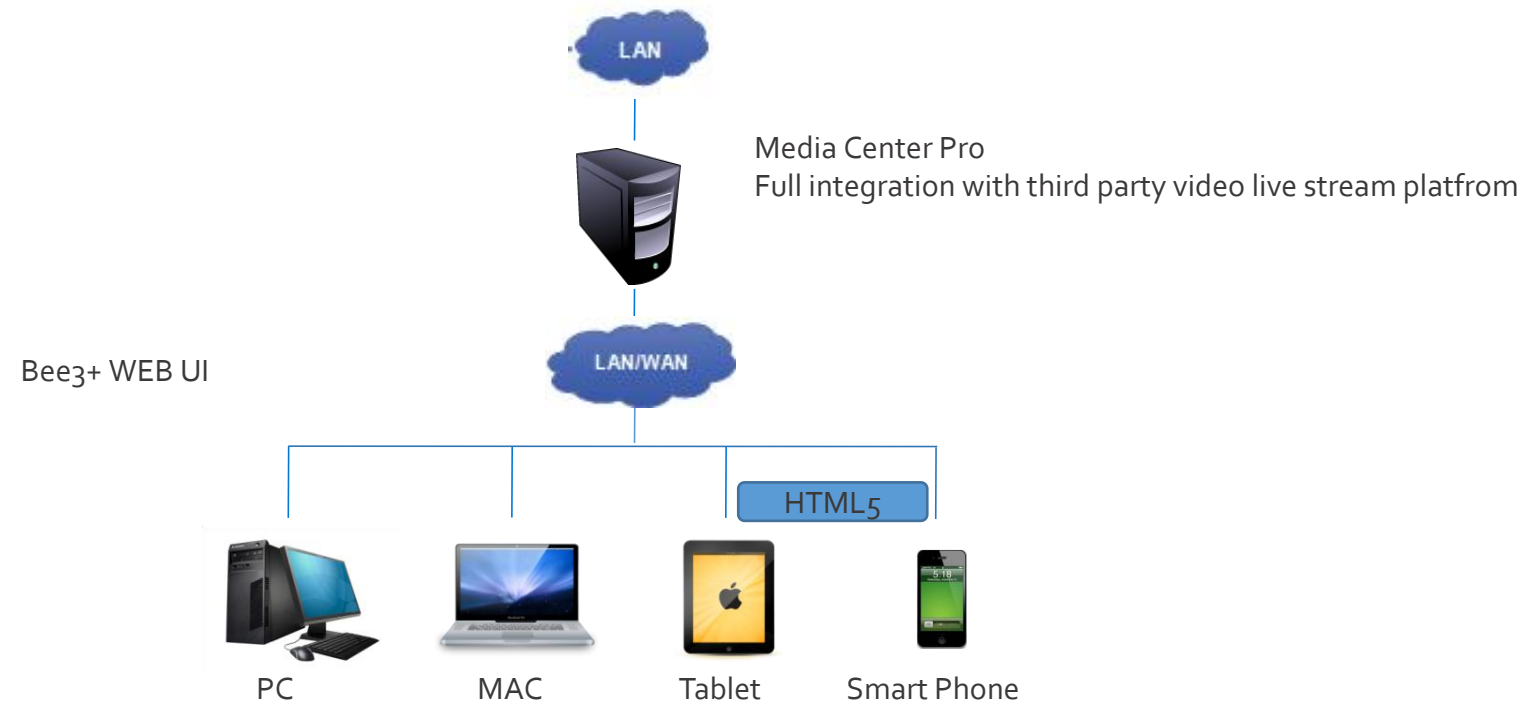 LAN
Media Center Pro
Full integration with third party video live stream platfrom
LAN/WAN
Bee3+ WEB UI
HTML5
5:18
PC
MAC
Tablet
Smart Phone